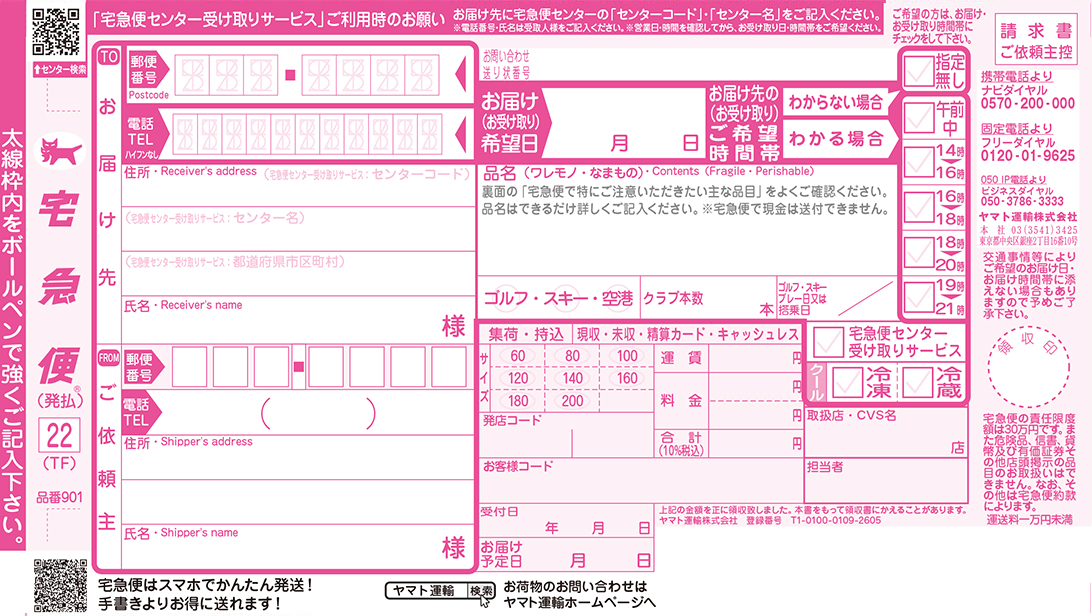 「宅急便センター受け取りサービス」ご利用時のお願い
お届け先に宅急便センターの「センターコード」・「センター名」をご記入ください。
※電話番号・氏名は受取人様をご記入ください。※営業日・時間を確認してから、お受け取り日・時間帯をご記入ください。
センター検索
太線枠内をボールペンで強くご記入下さい。
宅急便®
(発払)
22
(TF)
品番901
TO
お届け先
郵便
番号
Postcode
電話
TEL
ハイフンなし
住所・Receiver's address
(宅急便センター受け取りサービス：センターコード)
(宅急便センター受け取りサービス：センター名)
(宅急便センター受け取りサービス：都道府県市区町村)
氏名・Receiver's name
様
FROM
ご依頼主
郵便
番号
電話
TEL
( )
住所・Shipper's address
氏名・Shipper's name
様
お問い合わせ
送り状番号
お届け
(お受け取り)
希望日
月 日
お届け先の
(お受け取り)
ご希望
時間帯
わからない場合
わかる場合
品名(ワレモノ・なまもの)・Contents (Fragile・Perishable)
裏面の「宅急便で特にご注意いただきたい主な品目」をよくご確認ください。
品名はできるだけ詳しくご記入ください。※宅急便で現金は送付できません。
ゴルフ・スキー・空港
クラブ本数
本
ゴルフ・スキー
プレー日又は
搭乗日
集荷・持込
現収・未収・精算カード・キャッシュレス
サイズ
60 80 100
120 140 160
180 200
運賃
円
料金
円
円
合計
(10%税込)
円
発店コード
お客様コード
受付日
年 月 日
お届け
予定日
月 日
ご希望の方は、お届け・
お受け取り時間帯に
チェックをして下さい。
指定
無し
午前
中
14時
16時
16時
18時
18時
20時
19時
21時
宅急便センター
受け取りサービス
クール
冷凍
冷蔵
取扱店・CVS名
店
担当者
上記の金額を正に領収致しました。本書をもって領収書にかえることがあります。
ヤマト運輸株式会社 登録番号 T1-0100-0109-2605
請求書
ご依頼主控
携帯電話より
ナビダイヤル
0570-200-000
固定電話より
フリーダイヤル
0120-01-9625
050 IP電話より
ビジネスダイヤル
050-3786-3333
ヤマト運輸株式会社
本社 03(3541)3425
東京都中央区銀座2丁目16番10号
交通事情等により
ご希望のお届け日・
お届け時間帯に添
えない場合もあり
ますので予めご了
承下さい。
領収印
宅急便の責任限度
額は30万円です。ま
た危険品、信書、貨
幣及び有価証券そ
の他店頭掲示の品
目のお取扱いはで
きません。なお、そ
の他は宅急便約款
によります。
運送料一万円未満
宅急便はスマホでかんたん発送！
手書きよりお得に送れます！
ヤマト運輸 検索
お荷物のお問い合わせは
ヤマト運輸ホームページへ